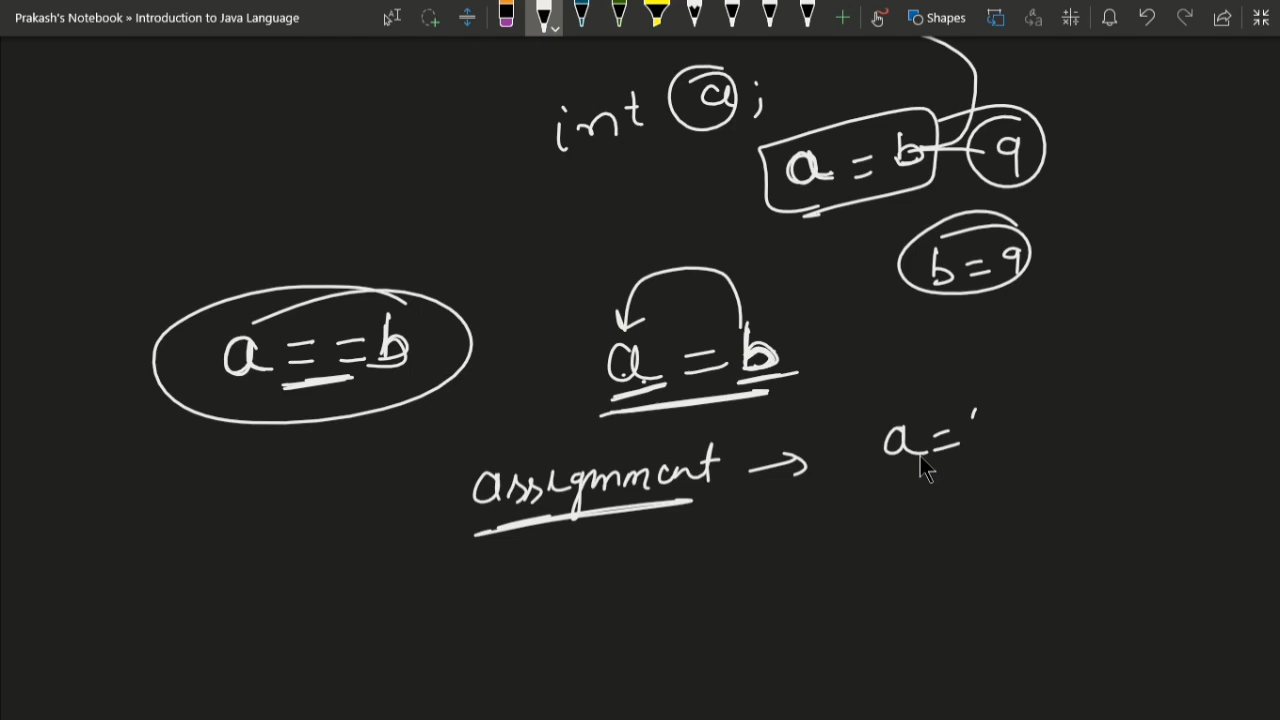 Prakash's Notebook » Introduction to Java Language
Shapes
int a;
a = b 9
b = 9
a == b
a = b
assignment → a = '